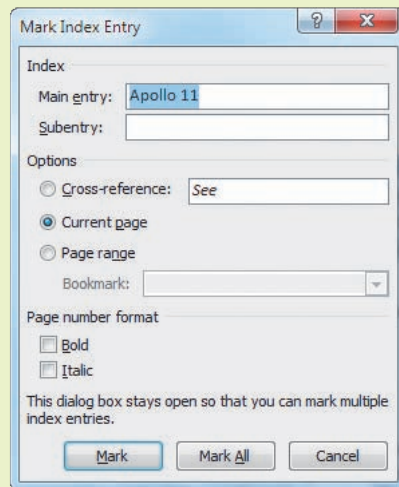 Mark Index Entry
?
Index
Main entry: Apollo 11
Subentry:
Options
Cross-reference: See
Current page
Page range
Bookmark:
Page number format
Bold
Italic
This dialog box stays open so that you can mark multiple
index entries.
Mark Mark All Cancel